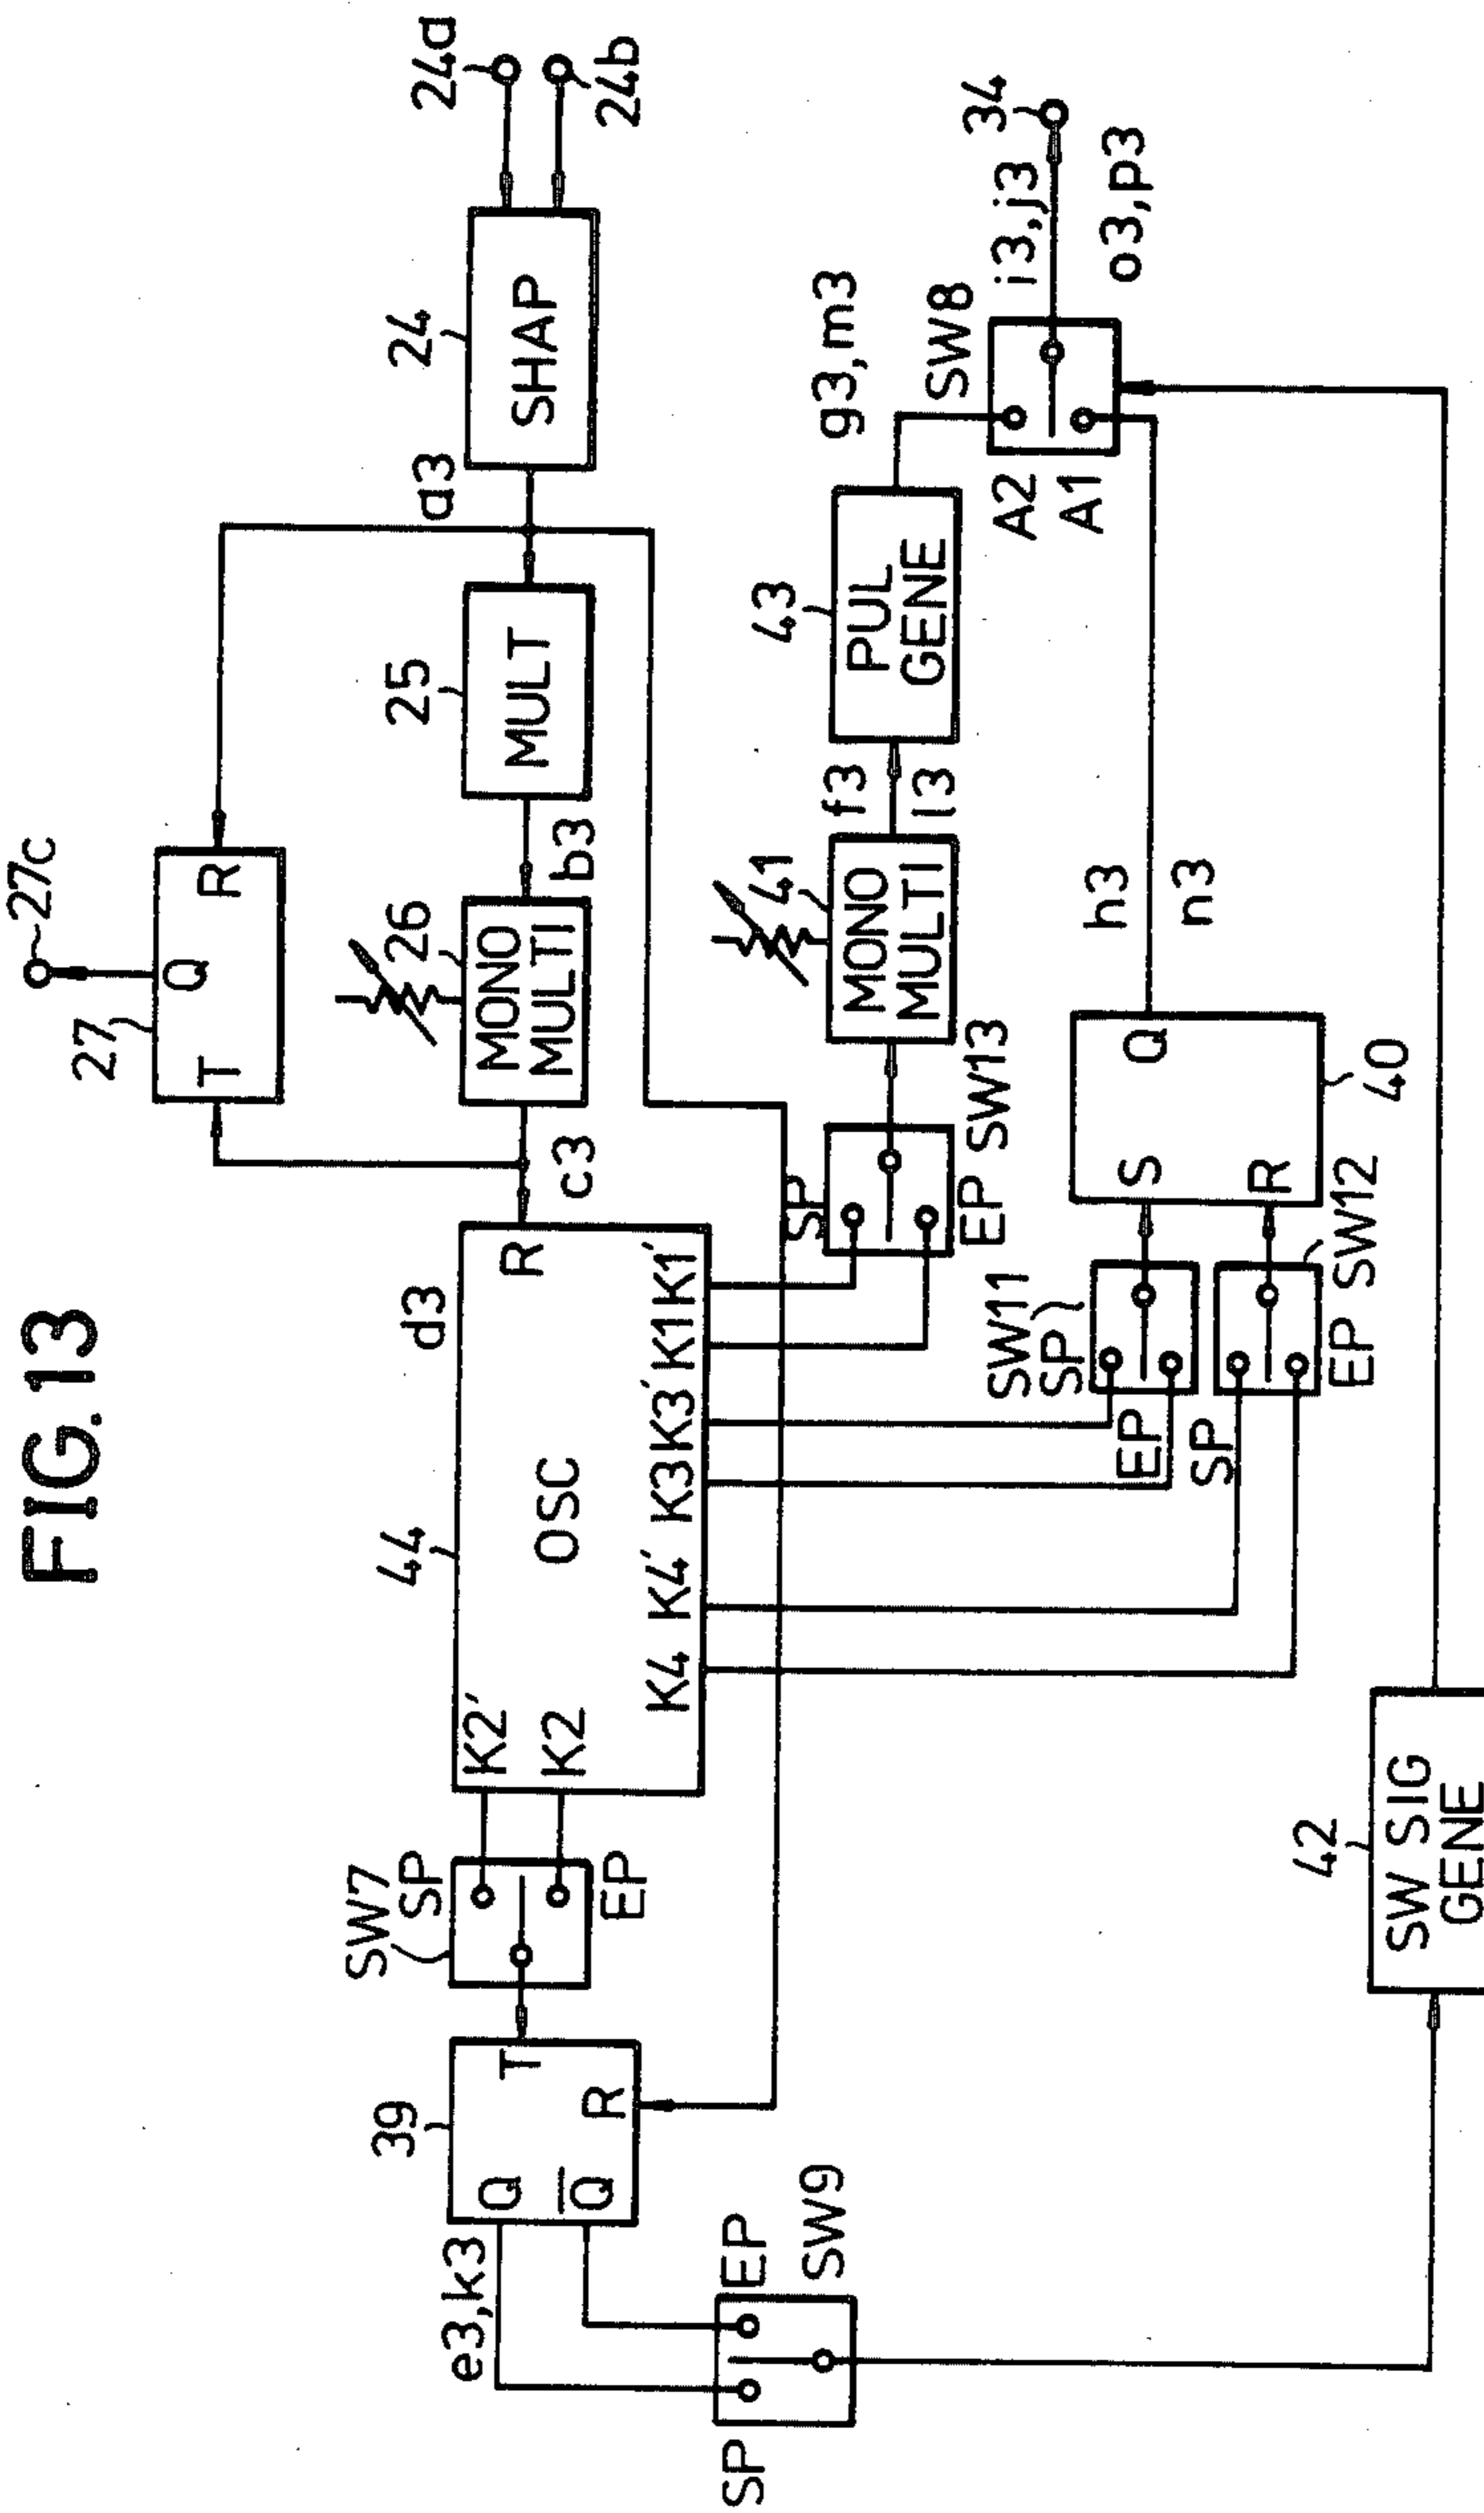 FIG.13
27
27c
T
Q
R
24a
24b
24
SHAP
a3
25
MULT
b3
26
MONO
MULTI
c3
d3
44
OSC
R
K2'
K2
K4
K4'
K3
K3'
K1
K1'
SW7
SP
EP
39
T
R
Q
Q̅
e3,k3
SP
EP
SW9
SP
EP
SW13
41
MONO
MULTI
f3
l3
43
PUL
GENE
g3,m3
SW8
A2
A1
i3,j3
o3,p3
34
SW11
SP
EP
SP
EP
SW12
S
R
Q
40
h3
n3
42
SW SIG
GENE